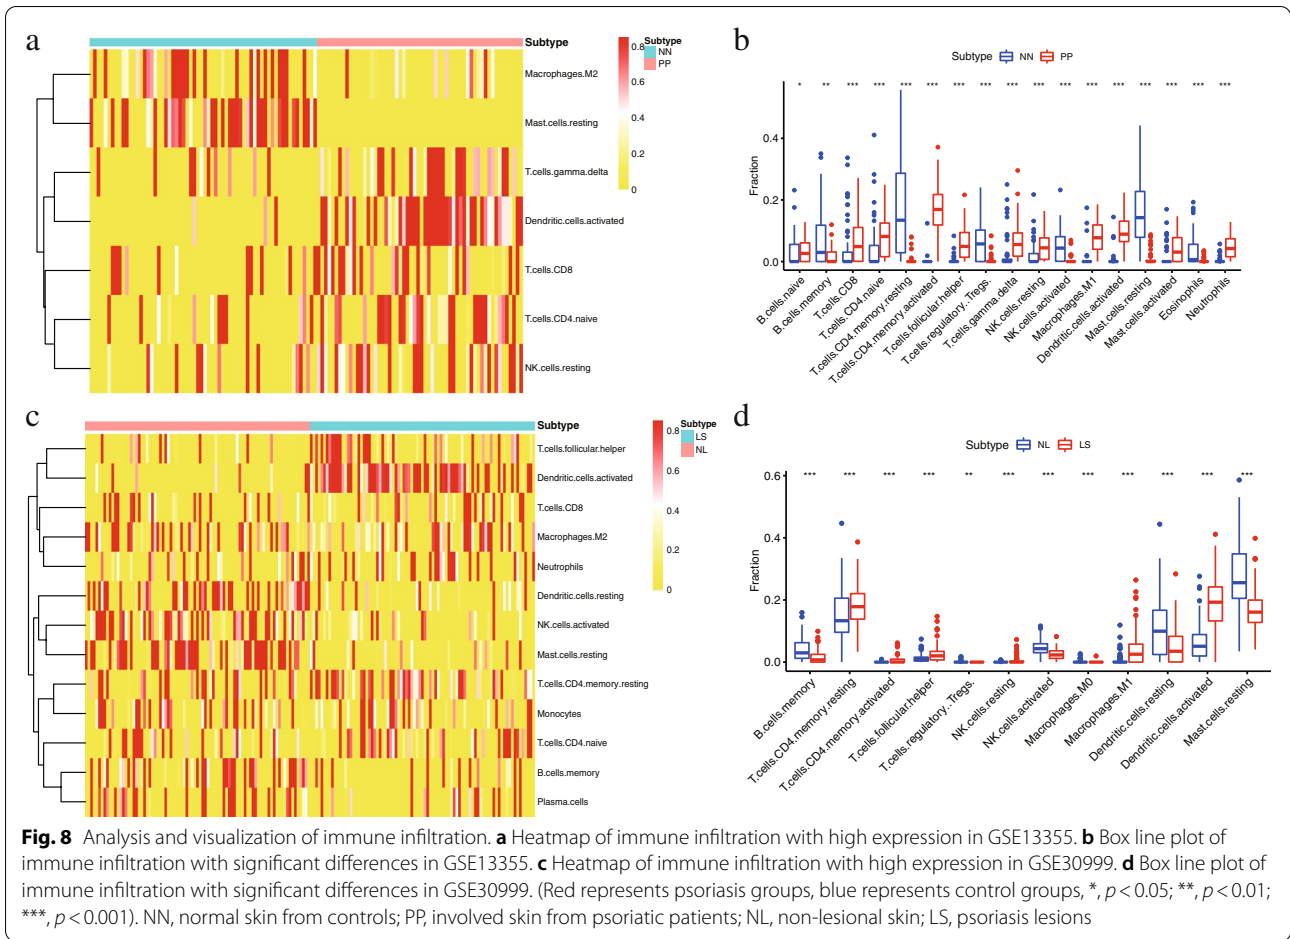 a
Subtype
Macrophages.M2
Mast.cells.resting
T.cells.gamma.delta
Dendritic.cells.activated
T.cells.CD8
T.cells.CD4.naive
NK.cells.resting
0.8
0.6
0.4
0.2
0
Subtype
NN
PP
b
Subtype NN PP
* ** *** *** *** *** *** *** *** *** *** *** *** *** *** *** ***
Fraction
0.4
0.2
0.0
B.cells.naive
B.cells.memory
T.cells.CD8
T.cells.CD4.naive
T.cells.CD4.memory.resting
T.cells.CD4.memory.activated
T.cells.follicular.helper
T.cells.regulatory..Tregs.
T.cells.gamma.delta
NK.cells.resting
NK.cells.activated
Macrophages.M1
Dendritic.cells.activated
Mast.cells.resting
Mast.cells.activated
Eosinophils
Neutrophils
c
Subtype
T.cells.follicular.helper
Dendritic.cells.activated
T.cells.CD8
Macrophages.M2
Neutrophils
Dendritic.cells.resting
NK.cells.activated
Mast.cells.resting
T.cells.CD4.memory.resting
Monocytes
T.cells.CD4.naive
B.cells.memory
Plasma.cells
0.8
0.6
0.4
0.2
0
Subtype
LS
NL
d
Subtype NL LS
*** *** *** *** ** *** *** *** *** *** *** ***
Fraction
0.6
0.4
0.2
0.0
B.cells.memory
T.cells.CD4.memory.resting
T.cells.CD4.memory.activated
T.cells.follicular.helper
T.cells.regulatory..Tregs.
NK.cells.resting
NK.cells.activated
Macrophages.M0
Macrophages.M1
Dendritic.cells.resting
Dendritic.cells.activated
Mast.cells.resting
Fig. 8 Analysis and visualization of immune infiltration. a Heatmap of immune infiltration with high expression in GSE13355. b Box line plot of
immune infiltration with significant differences in GSE13355. c Heatmap of immune infiltration with high expression in GSE30999. d Box line plot of
immune infiltration with significant differences in GSE30999. (Red represents psoriasis groups, blue represents control groups, *, p < 0.05; **, p < 0.01;
***, p < 0.001). NN, normal skin from controls; PP, involved skin from psoriatic patients; NL, non-lesional skin; LS, psoriasis lesions